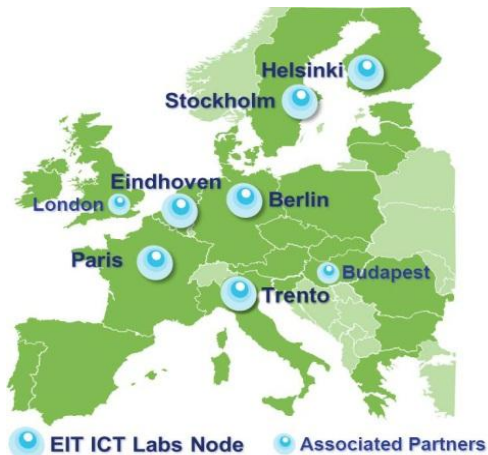 Helsinki
Stockholm
Eindhoven
London
Berlin
Paris
Budapest
Trento
EIT ICT Labs Node
Associated Partners